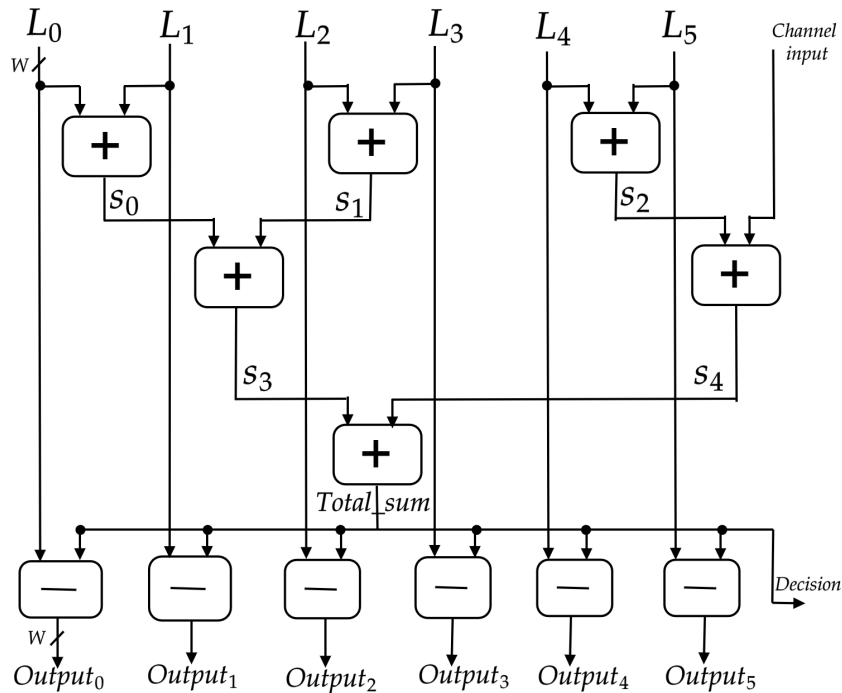 L₀ L₁ L₂ L₃ L₄ L₅ Channel
input
W
+ + +
s₀ s₁ s₂
+ +
s₃ s₄
+
Total_sum
— — — — — —
Decision
W
Output₀ Output₁ Output₂ Output₃ Output₄ Output₅